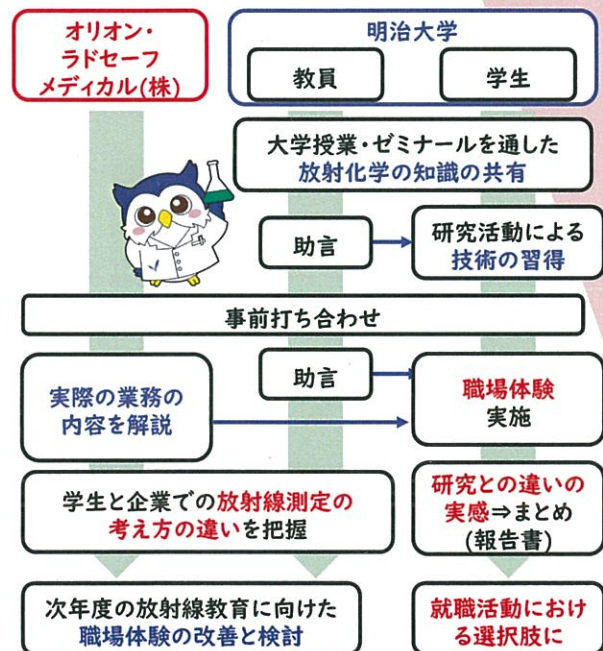 オリオン・
ラドセーフ
メディカル(株)
明治大学
教員
学生
大学授業・ゼミナールを通した
放射化学の知識の共有
助言
研究活動による
技術の習得
事前打ち合わせ
実際の業務の
内容を解説
助言
職場体験
実施
学生と企業での放射線測定の
考え方の違いを把握
研究との違いの
実感⇒まとめ
(報告書)
次年度の放射線教育に向けた
職場体験の改善と検討
就職活動におけ
る選択肢に